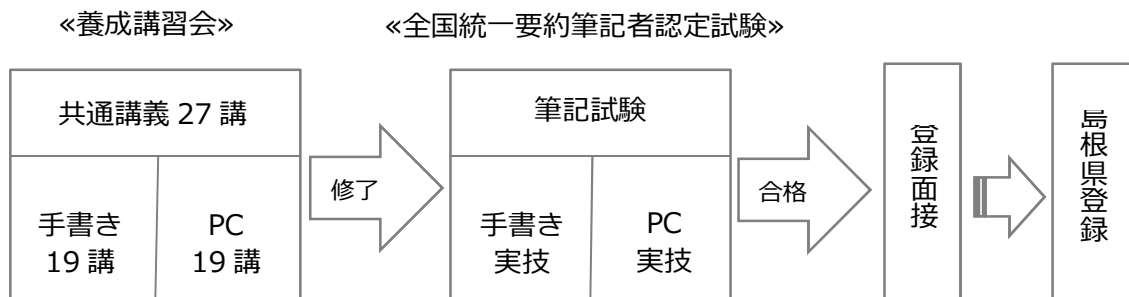 ≪養成講習会≫
≪全国統一要約筆記者認定試験≫
共通講義 27 講
手書き
19 講
PC
19 講
修了
筆記試験
手書き
実技
PC
実技
合格
登録面接
島根県登録